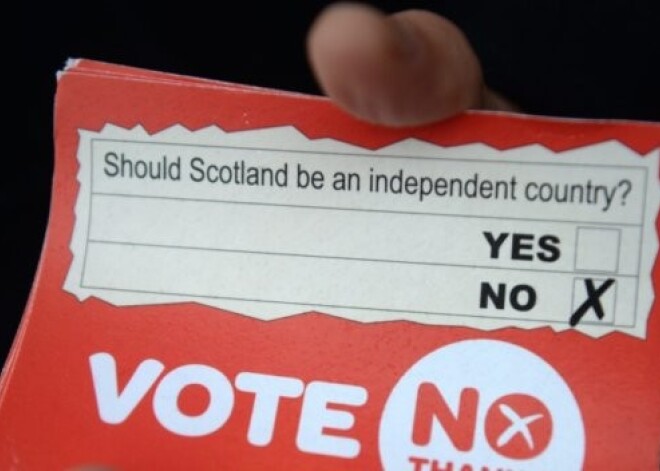 Should Scotland be an independent country?
YES
NO X
VOTE NO